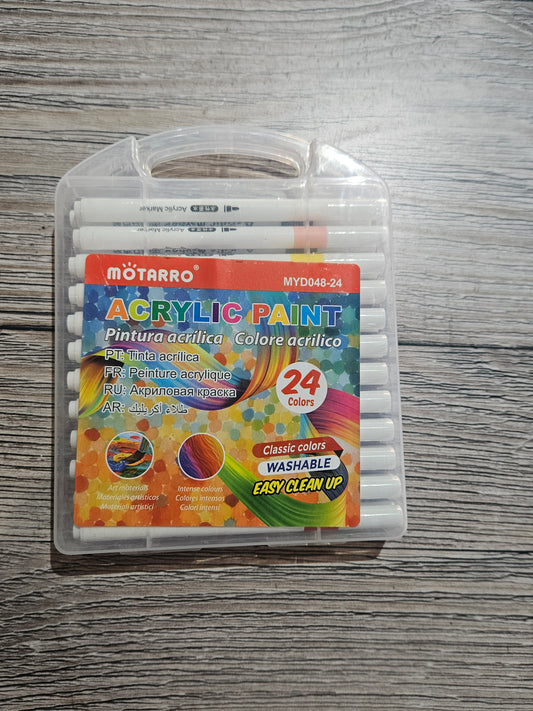 Acrylic Marker
Acrylic Marker
MOTARRO®
MYD048-24
ACRYLIC PAINT
Pintura acrílica Colore acrilico
PT: Tinta acrílica
FR: Peinture acrylique
RU: Акриловая краска
AR: طلاء أكريليك
24
Colors
Classic colors
WASHABLE
EASY CLEAN UP
Art materials
Materiales artísticos
Materiali artistici
Intense colours
Colores intensos
Colori intensi